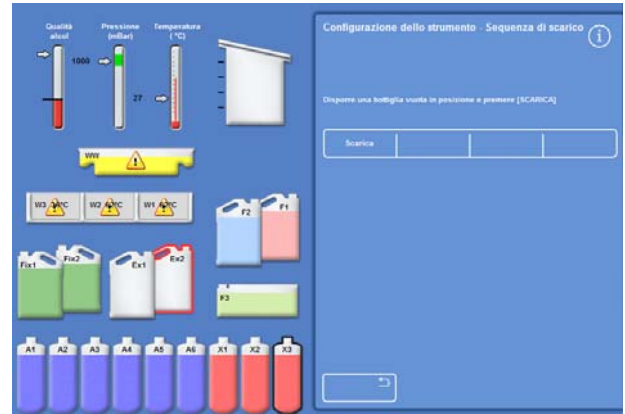 Qualità alcol
Pressione (mBar)
Temperatura (°C)
1000
27
WW
W3
W2
W1
°C
F2
F1
Fix1
Fix2
Ex1
Ex2
F3
A1
A2
A3
A4
A5
A6
X1
X2
X3
Configurazione dello strumento - Sequenza di scarico
i
Disporre una bottiglia vuota in posizione e premere [SCARICA]
Scarica